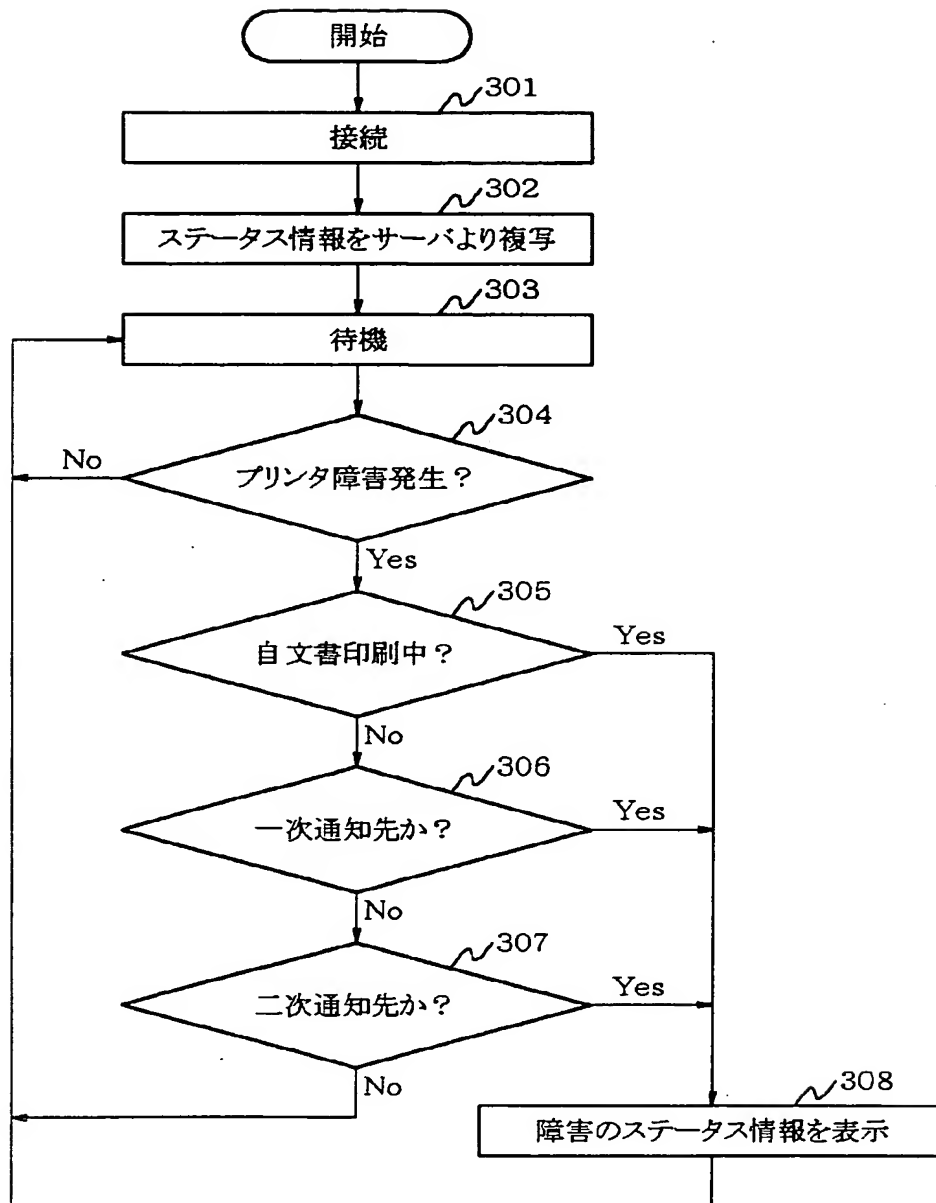 開始
301
接続
302
ステータス情報をサーバより複写
303
待機
304
プリンタ障害発生?
No
Yes
305
自文書印刷中?
Yes
No
306
一次通知先か?
Yes
No
307
二次通知先か?
Yes
No
308
障害のステータス情報を表示